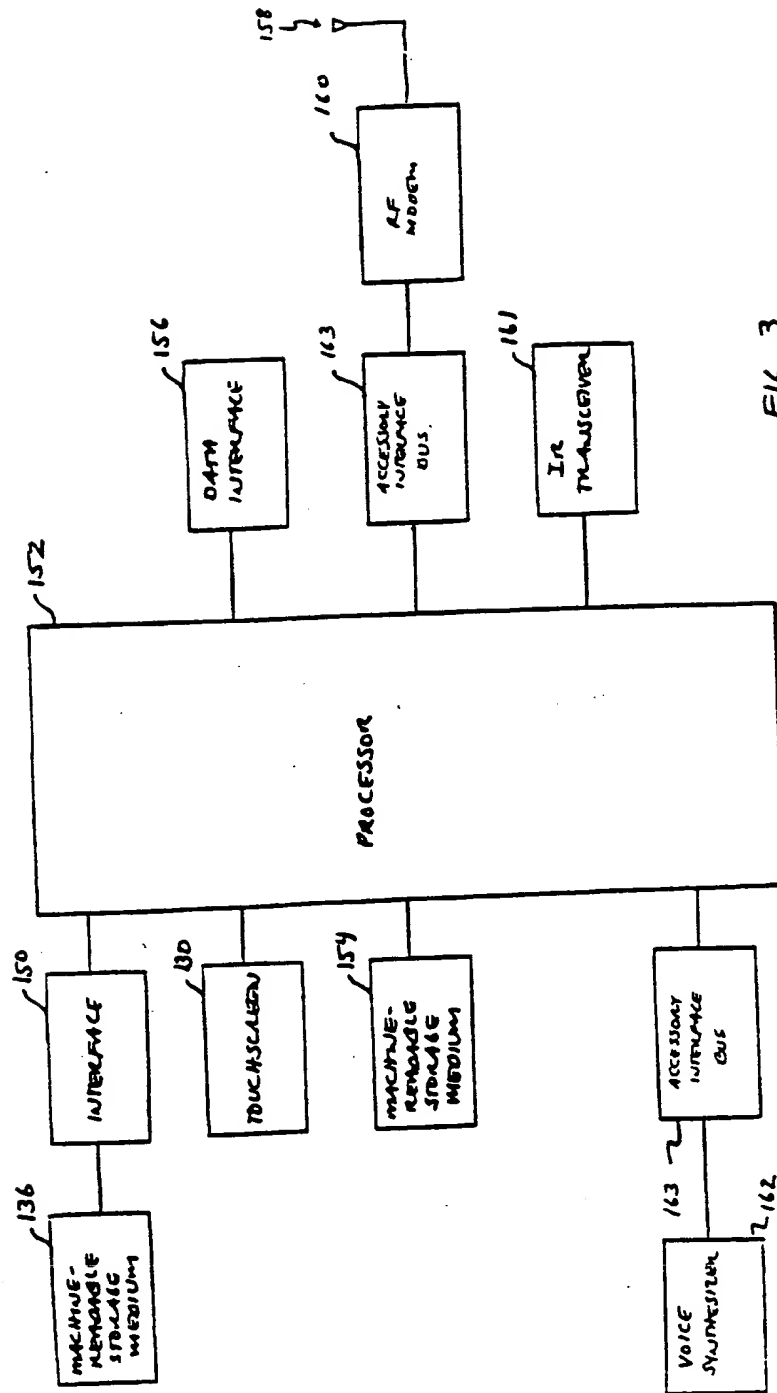 136
MACHINE-
READABLE
STORAGE
MEDIUM
150
INTERFACE
130
TOUCHSCREEN
154
MACHINE-
READABLE
STORAGE
MEDIUM
163
ACCESSORY
INTERFACE
BUS
162
VOICE
SYNTHESIZER
152
PROCESSOR
156
DATA
INTERFACE
163
ACCESSORY
INTERFACE
BUS.
160
RF
MODEM
158
161
IR
TRANSCEIVER
FIG. 3